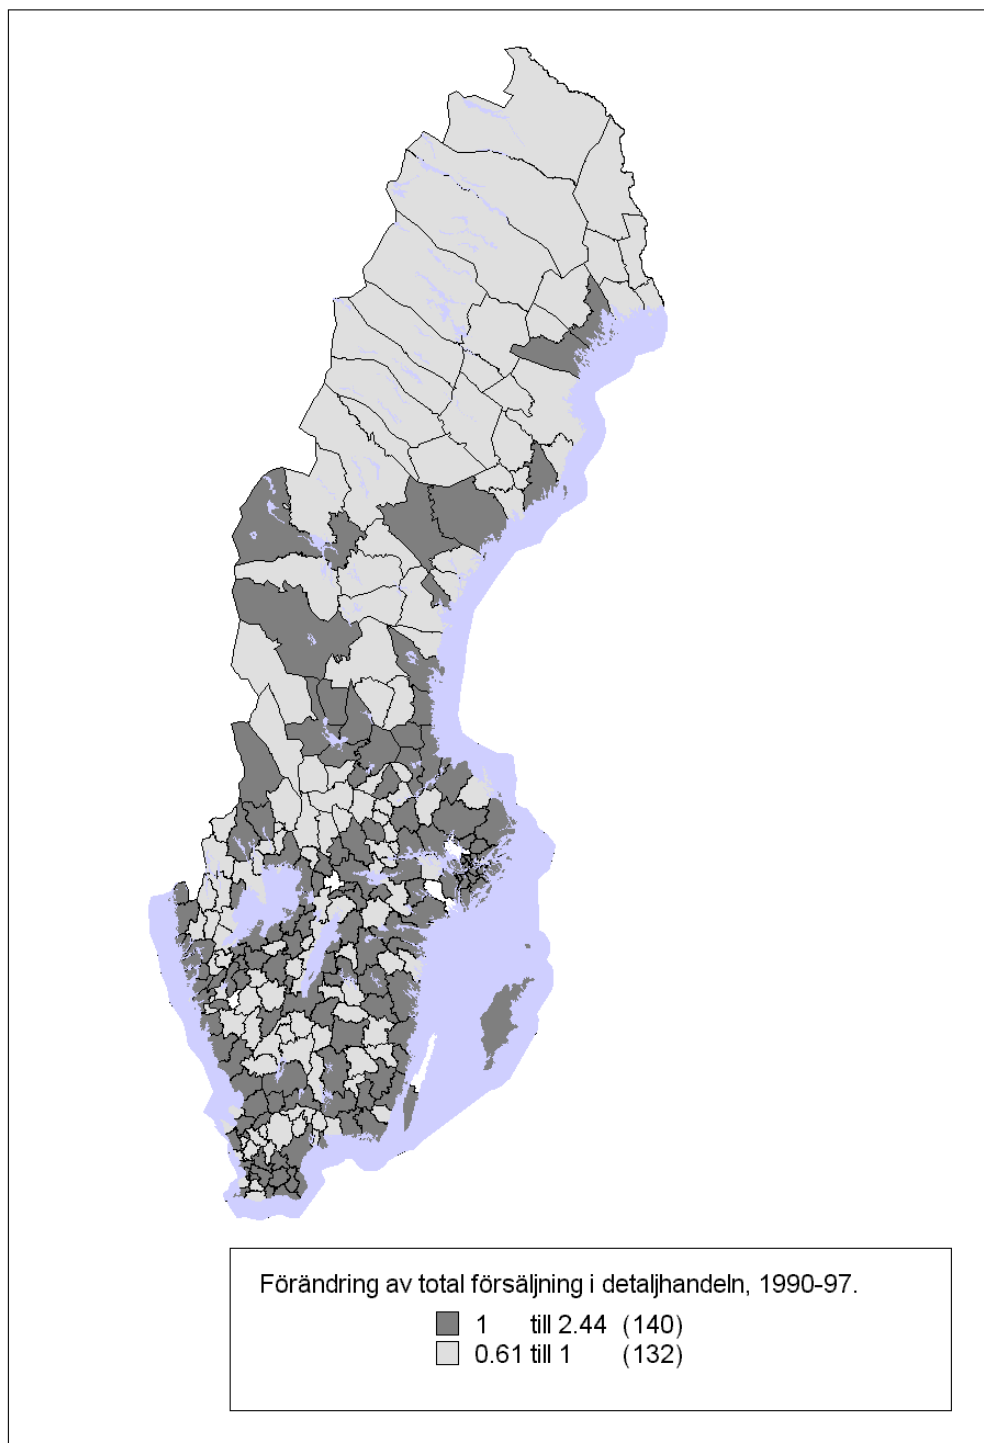 Förändring av total försäljning i detaljhandeln, 1990-97.
1 till 2.44 (140)
0.61 till 1 (132)